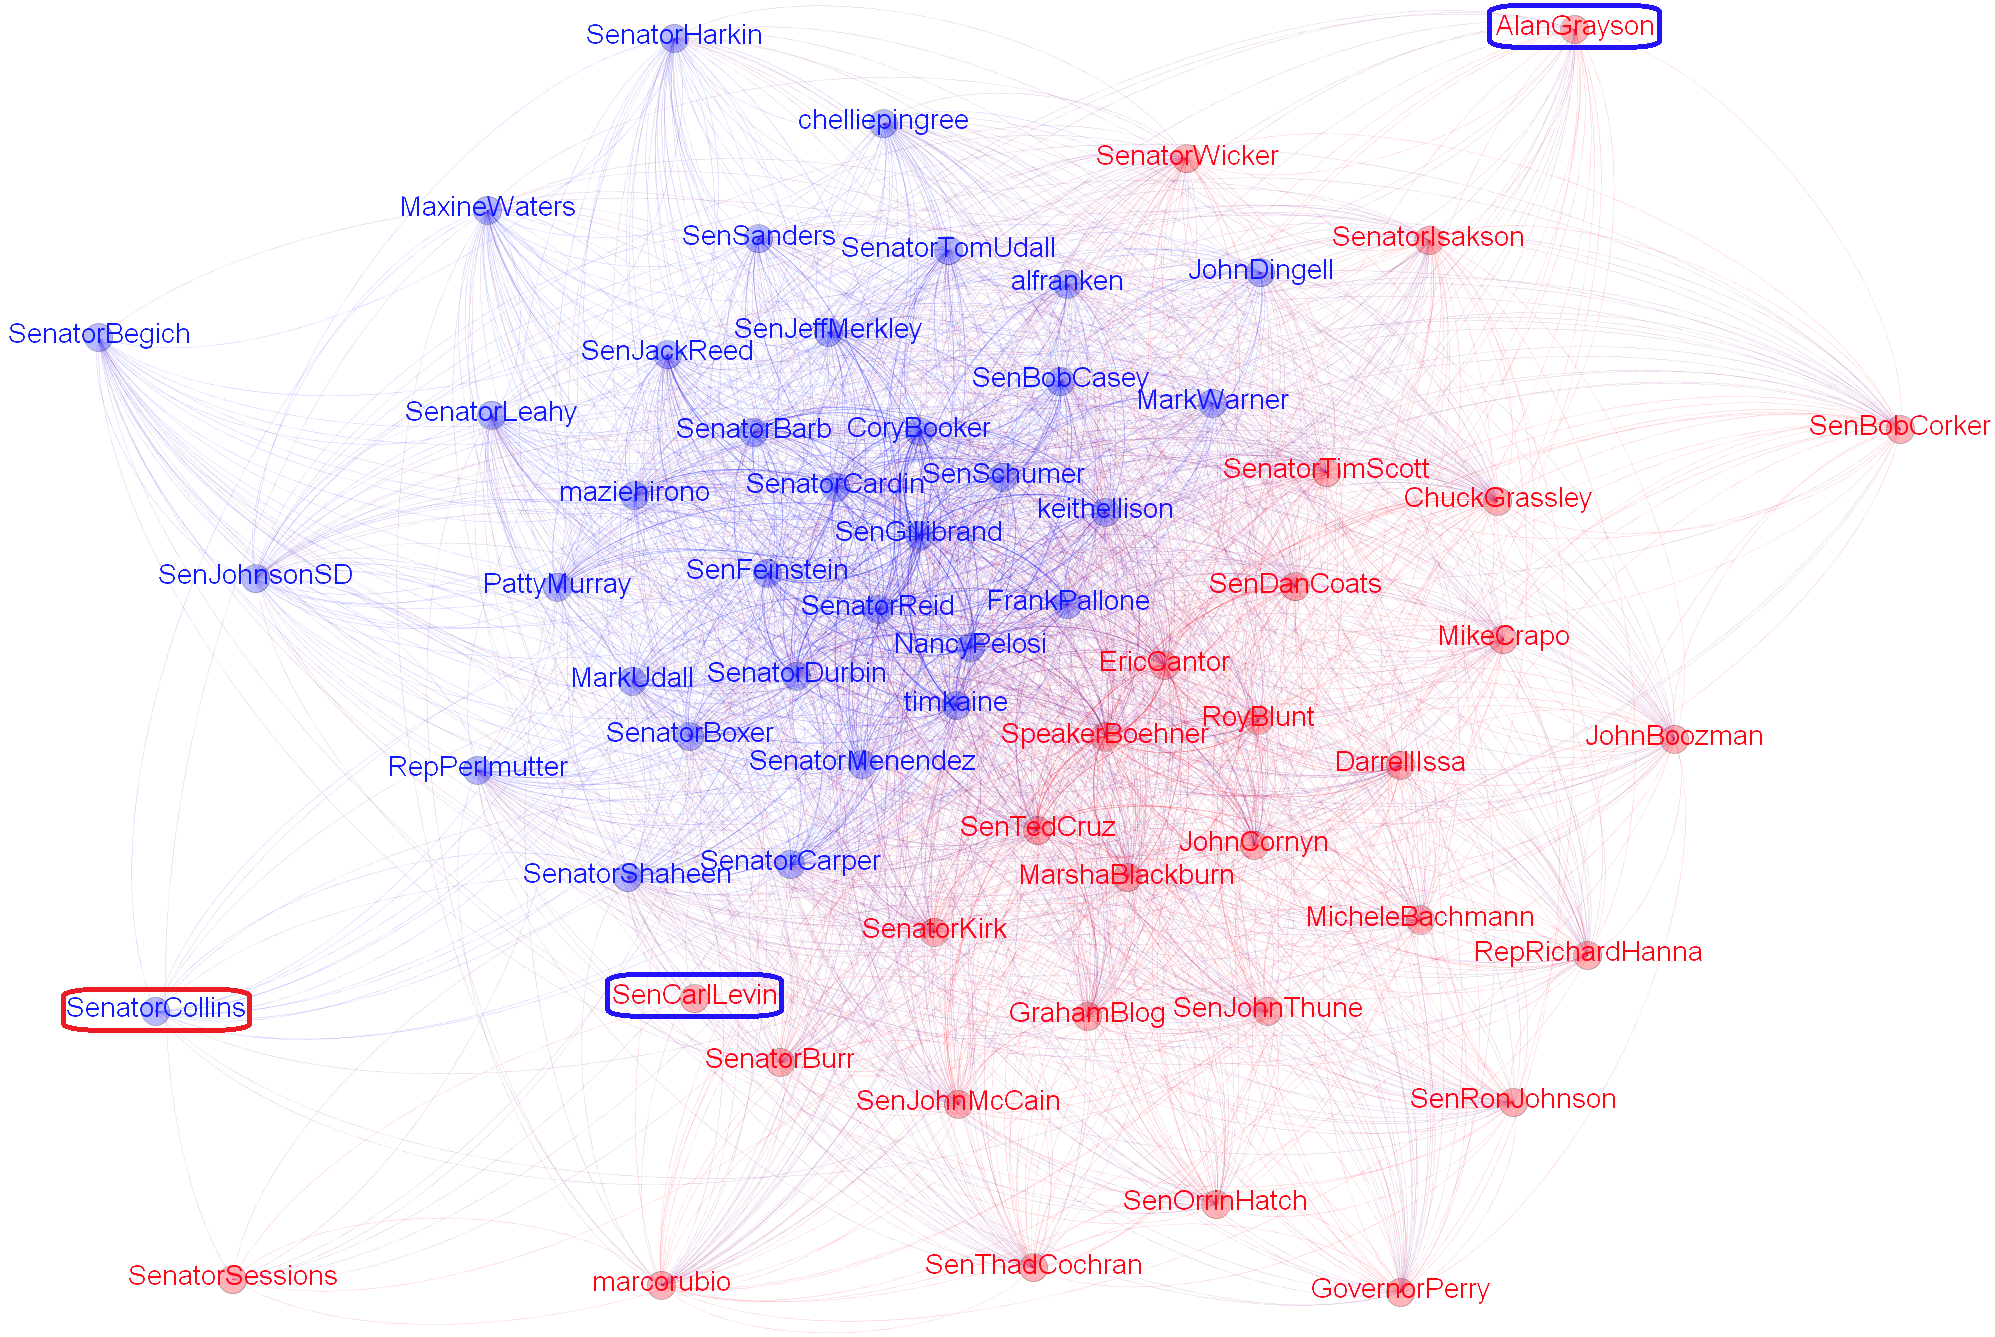 AlanGrayson
SenatorHarkin
chelliepingree
SenatorWicker
MaxineWaters
SenSanders
SenatorIsakson
SenatorTomUdall
JohnDingell
alfranken
SenatorBegich
SenJeffMerkley
SenJackReed
SenBobCasey
MarkWarner
SenatorLeahy
SenBobCorker
SenatorBarb
CoryBooker
SenatorTimScott
SenSchumer
SenatorCardin
maziehirono
ChuckGrassley
keithellison
SenGillibrand
SenFeinstein
SenJohnsonSD
PattyMurray
SenDanCoats
FrankPallone
SenatorReid
MikeCrapo
NancyPelosi
EricCantor
SenatorDurbin
MarkUdall
timkaine
RoyBlunt
SenatorBoxer
SpeakerBoehner
JohnBoozman
SenatorMenendez
DarrellIssa
RepPerlmutter
SenTedCruz
JohnCornyn
SenatorCarper
SenatorShaheen
MarshaBlackburn
MicheleBachmann
SenatorKirk
RepRichardHanna
SenCarlLevin
SenatorCollins
SenJohnThune
GrahamBlog
SenatorBurr
SenRonJohnson
SenJohnMcCain
SenOrrinHatch
SenThadCochran
SenatorSessions
marcorubio
GovernorPerry